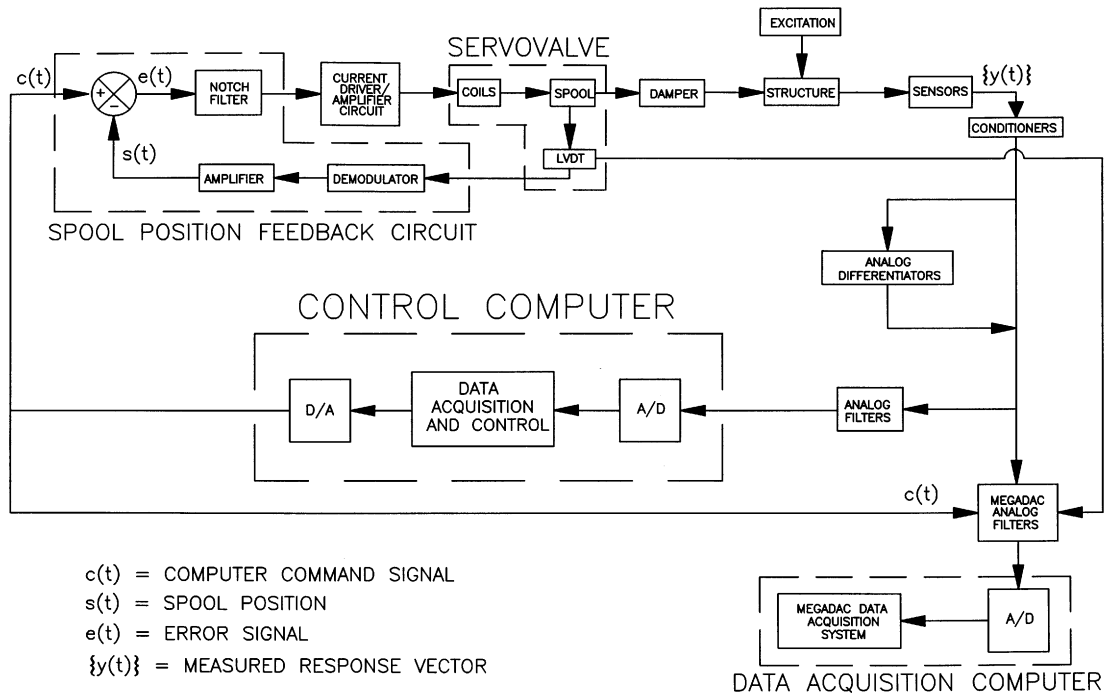 EXCITATION
SERVOVALVE
c(t)
+
-
e(t)
NOTCH
FILTER
CURRENT
DRIVER/
AMPLIFIER
CIRCUIT
COILS
SPOOL
DAMPER
STRUCTURE
SENSORS
{y(t)}
CONDITIONERS
s(t)
AMPLIFIER
DEMODULATOR
LVDT
SPOOL POSITION FEEDBACK CIRCUIT
ANALOG
DIFFERENTIATORS
CONTROL COMPUTER
D/A
DATA
ACQUISITION
AND CONTROL
A/D
ANALOG
FILTERS
c(t)
MEGADAC
ANALOG
FILTERS
c(t) = COMPUTER COMMAND SIGNAL
s(t) = SPOOL POSITION
e(t) = ERROR SIGNAL
{y(t)} = MEASURED RESPONSE VECTOR
MEGADAC DATA
ACQUISITION
SYSTEM
A/D
DATA ACQUISITION COMPUTER